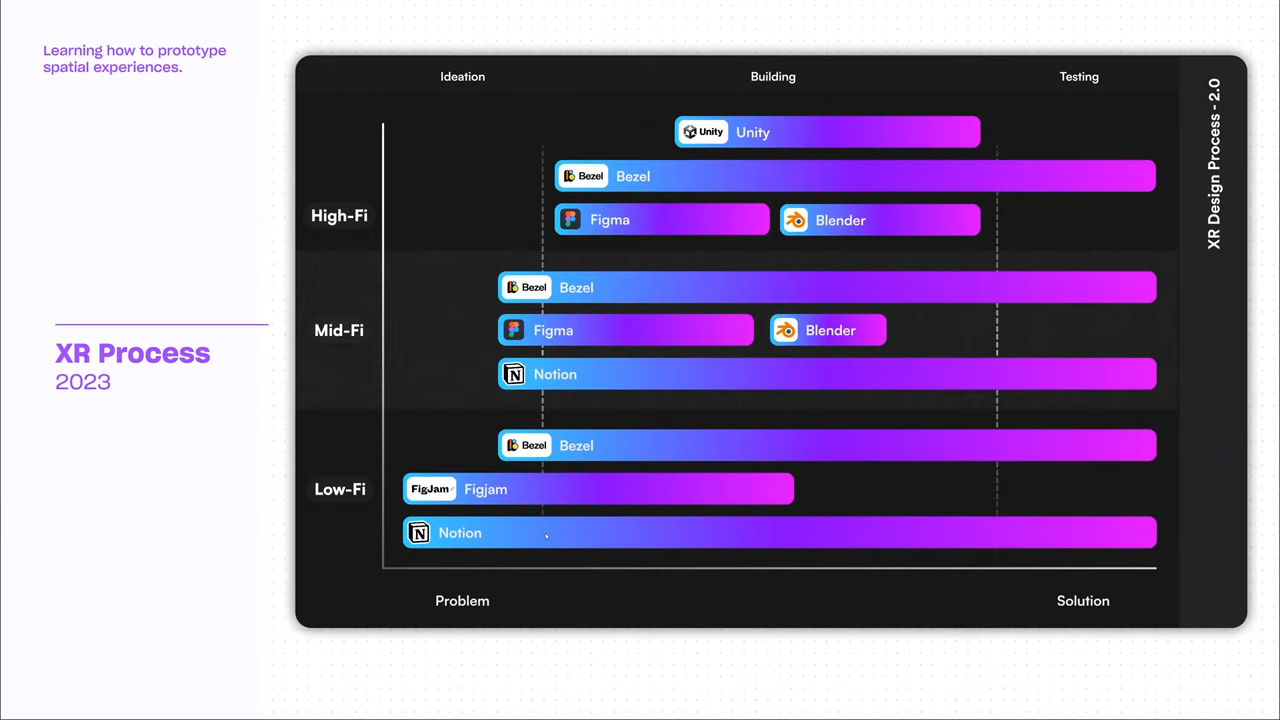 Learning how to prototype
spatial experiences.
XR Process
2023
Ideation
Building
Testing
XR Design Process - 2.0
High-Fi
Unity Unity
Bezel Bezel
Figma
Blender
Mid-Fi
Bezel Bezel
Figma
Blender
Notion
Low-Fi
Bezel Bezel
FigJam Figjam
Notion
Problem
Solution